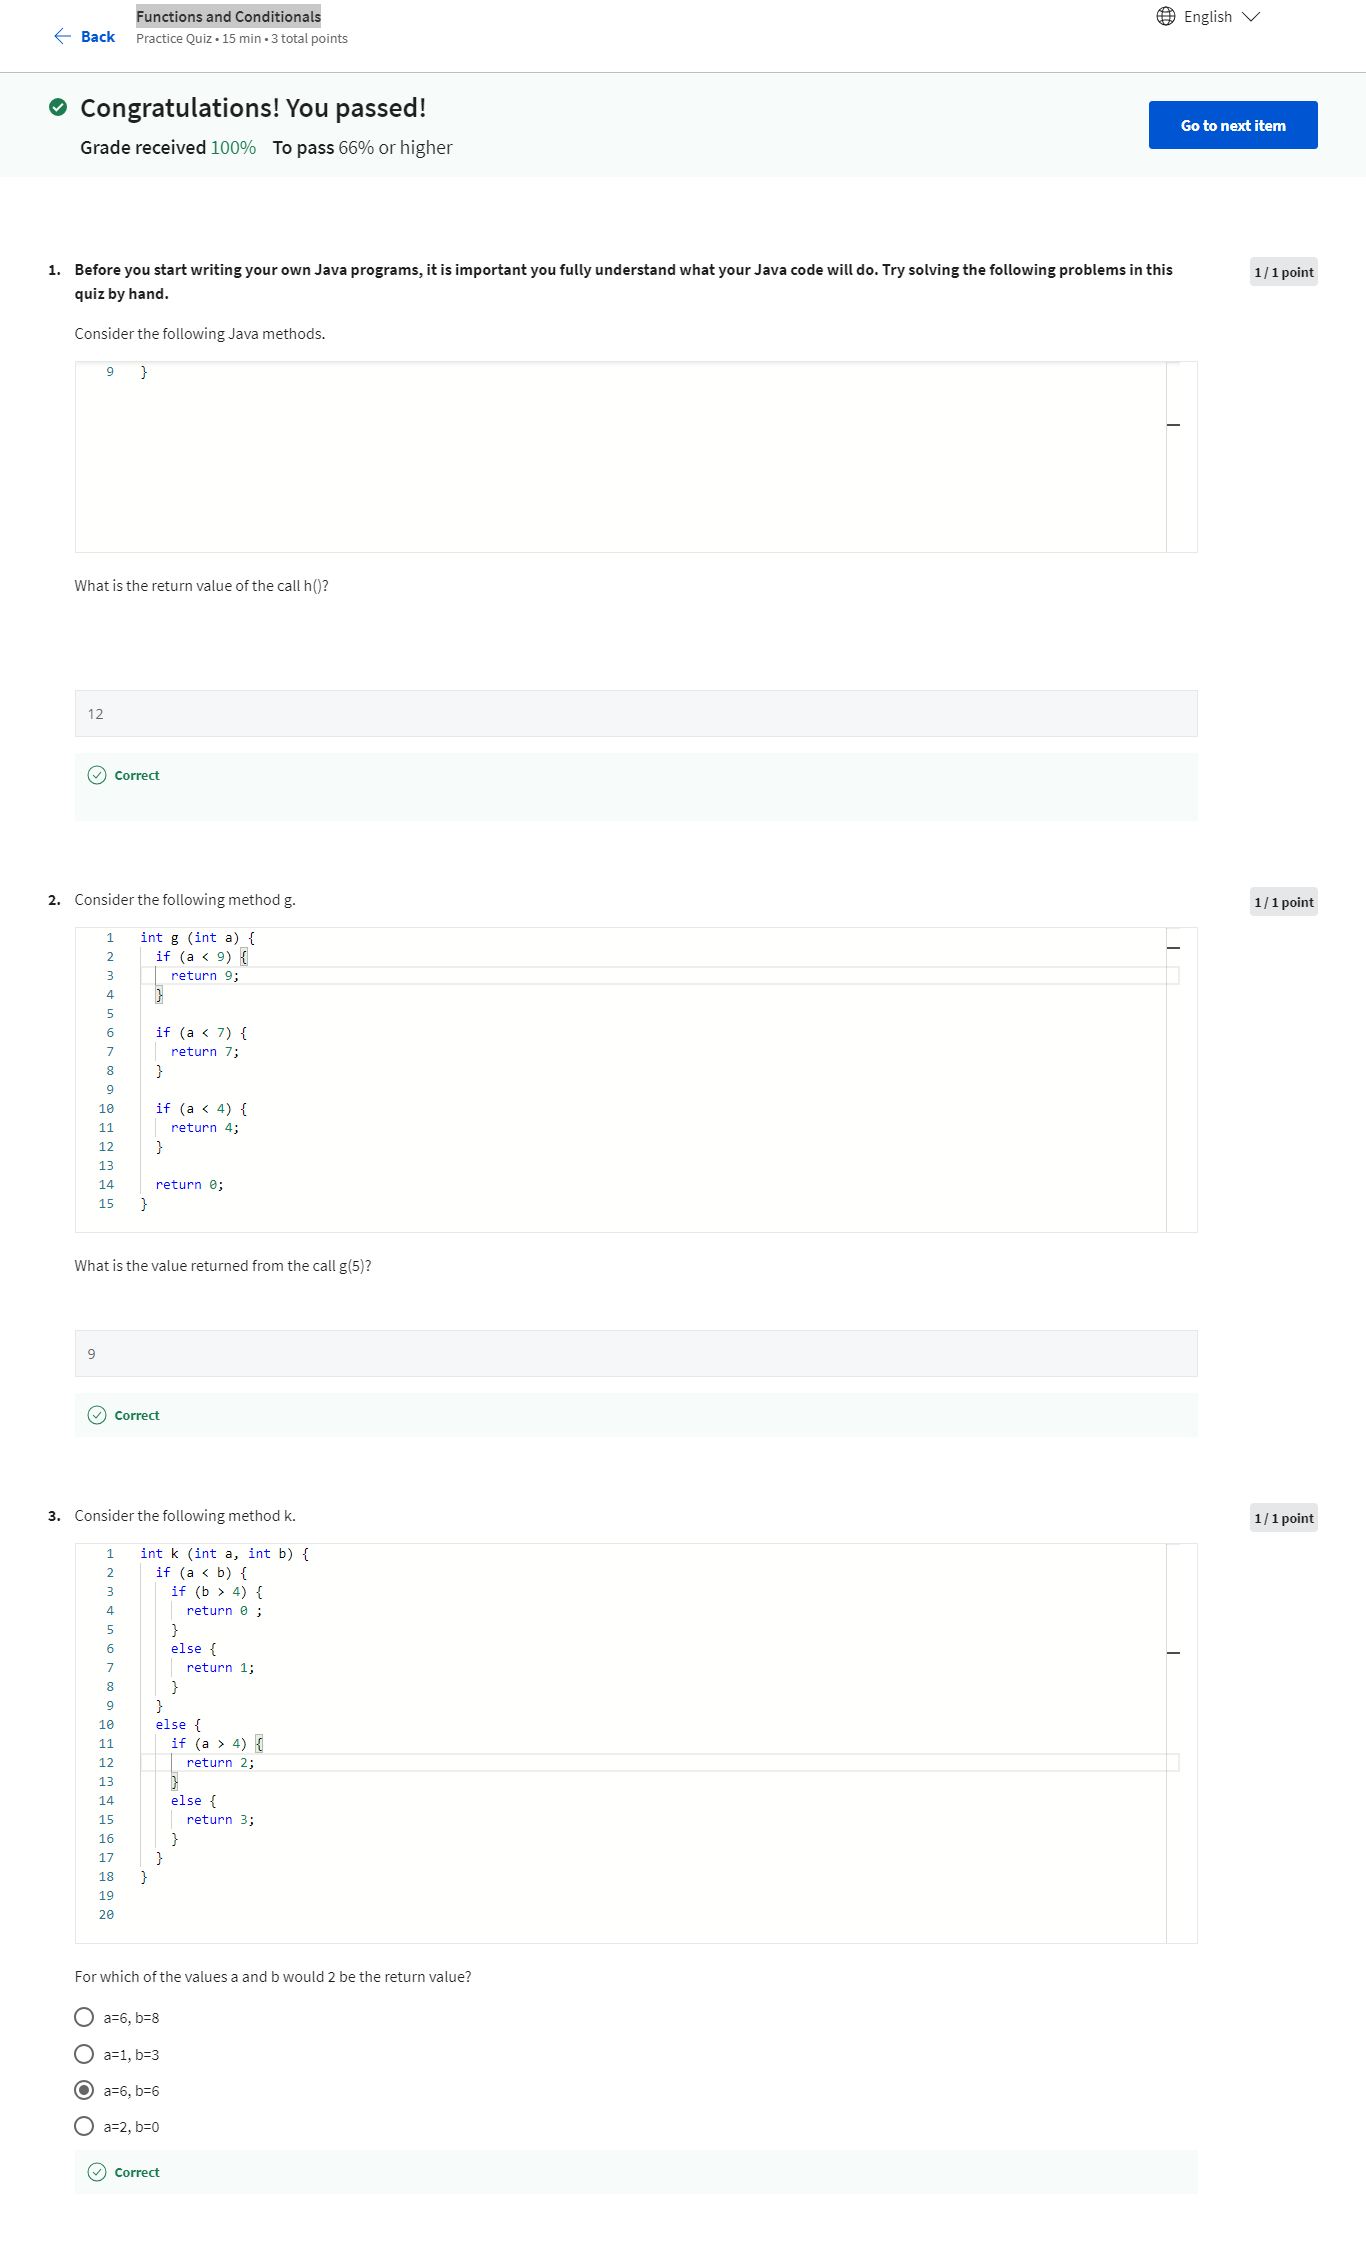 Back
Functions and Conditionals
Practice Quiz • 15 min • 3 total points
English
Congratulations! You passed!
Grade received 100% To pass 66% or higher
Go to next item
1. Before you start writing your own Java programs, it is important you fully understand what your Java code will do. Try solving the following problems in this
quiz by hand.
1 / 1 point
Consider the following Java methods.
9 }
What is the return value of the call h()?
12
Correct
2. Consider the following method g.
1 / 1 point
1 int g (int a) {
2 if (a < 9) {
3 return 9;
4 }
5
6 if (a < 7) {
7 return 7;
8 }
9
10 if (a < 4) {
11 return 4;
12 }
13
14 return 0;
15 }
What is the value returned from the call g(5)?
9
Correct
3. Consider the following method k.
1 / 1 point
1 int k (int a, int b) {
2 if (a < b) {
3 if (b > 4) {
4 return 0 ;
5 }
6 else {
7 return 1;
8 }
9 }
10 else {
11 if (a > 4) {
12 return 2;
13 }
14 else {
15 return 3;
16 }
17 }
18 }
19
20
For which of the values a and b would 2 be the return value?
a=6, b=8
a=1, b=3
a=6, b=6
a=2, b=0
Correct